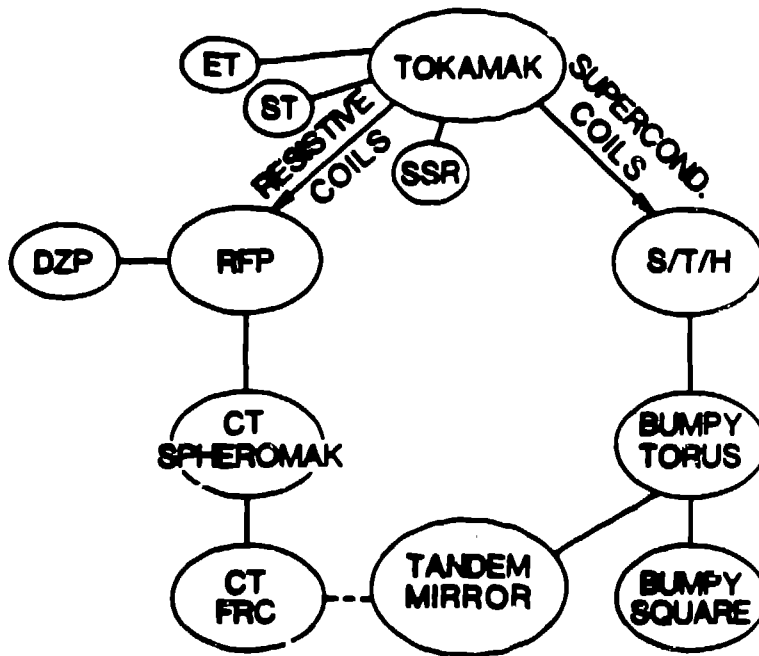 TOKAMAK
ET
ST
RESISTIVE
COILS
SUPERCOND.
COILS
SSR
DZP
RFP
S/T/H
CT
SPHEROMAK
BUMPY
TORUS
CT
FRC
TANDEM
MIRROR
BUMPY
SQUARE